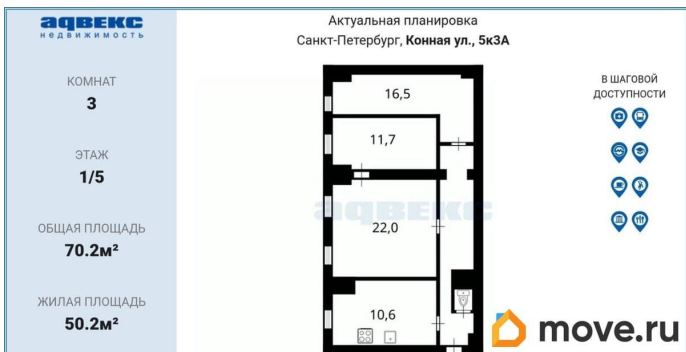 адвекс
НЕДВИЖИМОСТЬ
КОМНАТ
3
ЭТАЖ
1/5
ОБЩАЯ ПЛОЩАДЬ
70.2м²
ЖИЛАЯ ПЛОЩАДЬ
50.2м²
Актуальная планировка
Санкт-Петербург, Конная ул., 5к3А
16,5
11,7
адвекс
22,0
10,6
В ШАГОВОЙ
ДОСТУПНОСТИ
move.ru